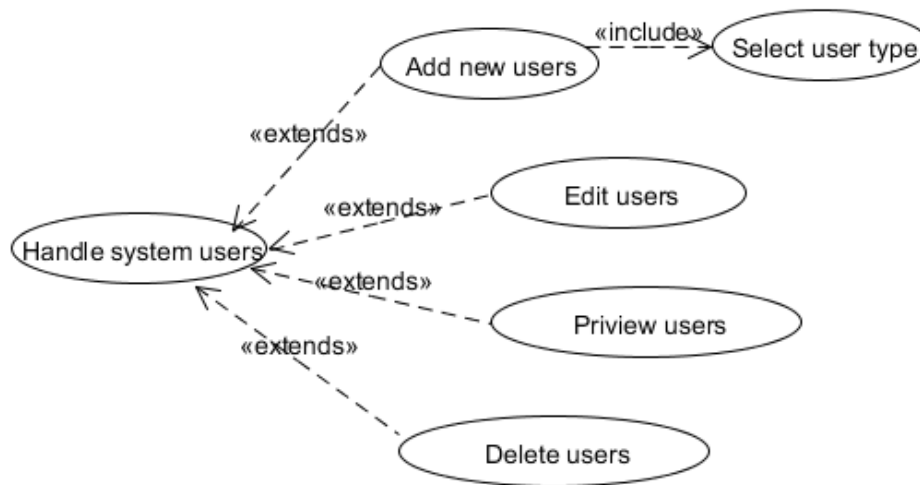 «include»
Add new users
Select user type
«extends»
Edit users
«extends»
Handle system users
«extends»
Priview users
«extends»
Delete users